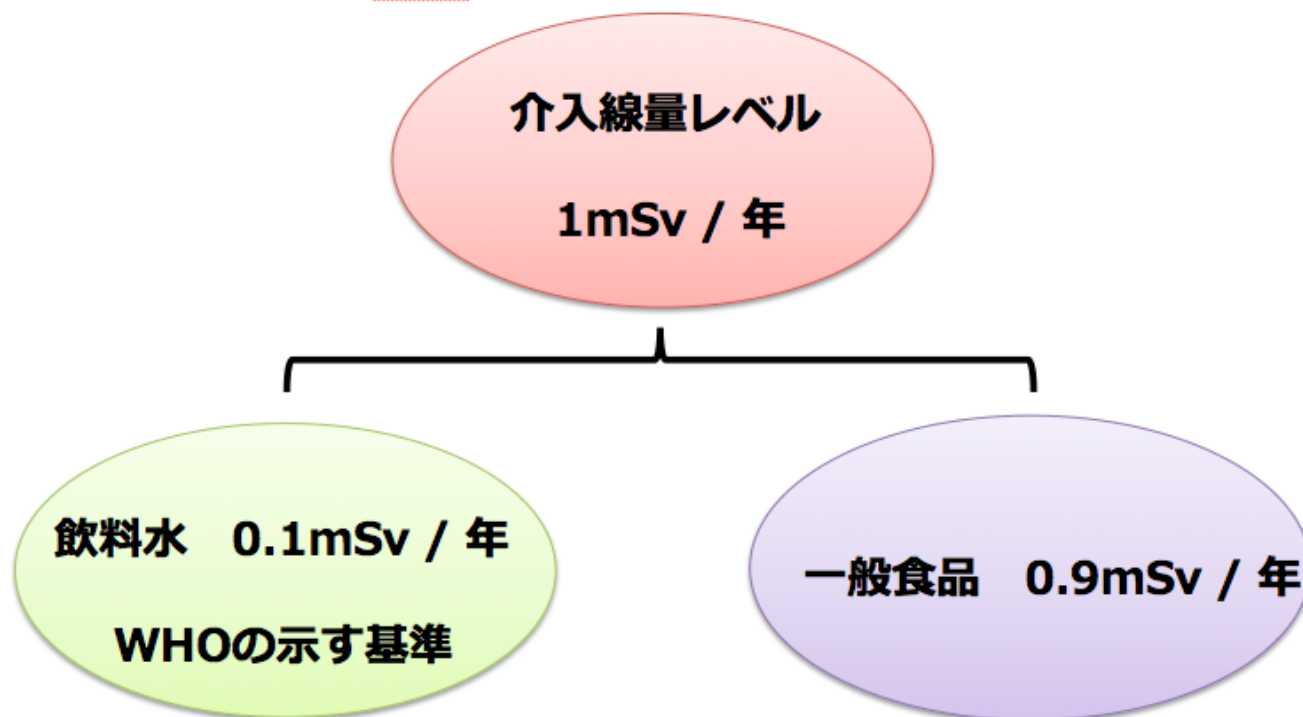 介入線量レベル
1mSv / 年
飲料水　0.1mSv / 年
WHOの示す基準
一般食品　0.9mSv / 年